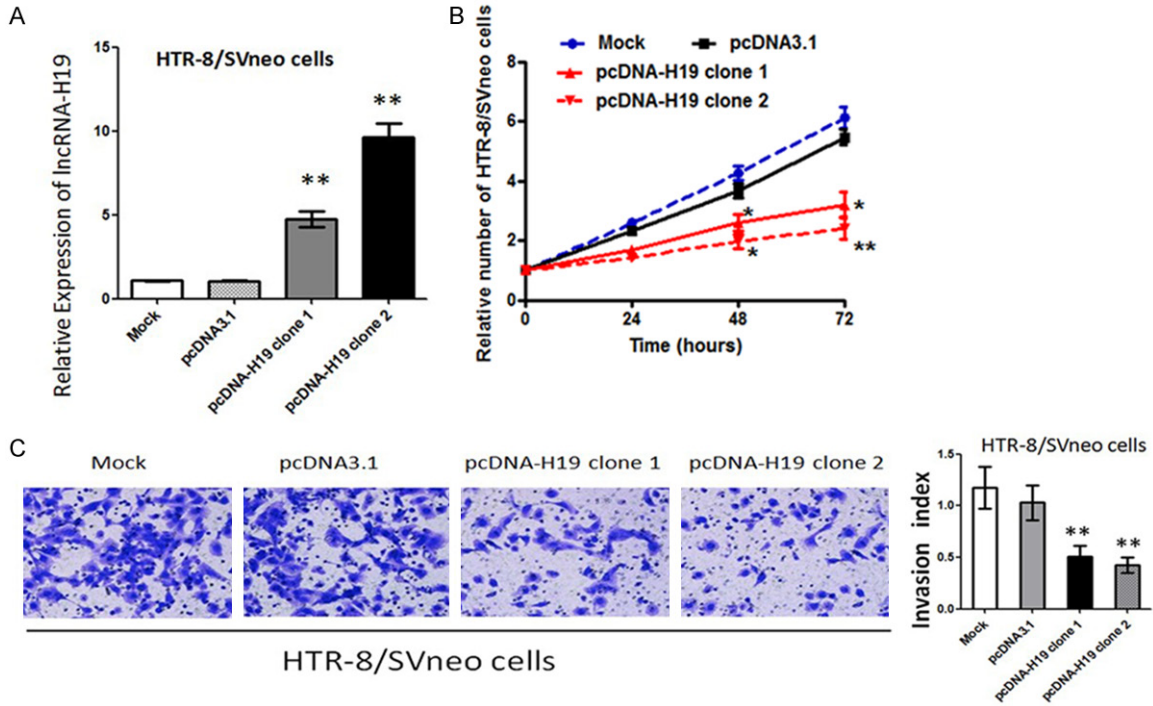 A
Relative Expression of lncRNA-H19
15
10
5
0
HTR-8/SVneo cells
**
**
Mock
pcDNA3.1
pcDNA-H19 clone 1
pcDNA-H19 clone 2
B
Relative number of HTR-8/SVneo cells
8
6
4
2
0
Mock
pcDNA3.1
pcDNA-H19 clone 1
pcDNA-H19 clone 2
*
*
*
**
0 24 48 72
Time (hours)
C
Mock pcDNA3.1 pcDNA-H19 clone 1 pcDNA-H19 clone 2
HTR-8/SVneo cells
HTR-8/SVneo cells
Invasion index
1.5
1.0
0.5
0.0
**
**
Mock
pcDNA3.1
pcDNA-H19 clone 1
pcDNA-H19 clone 2